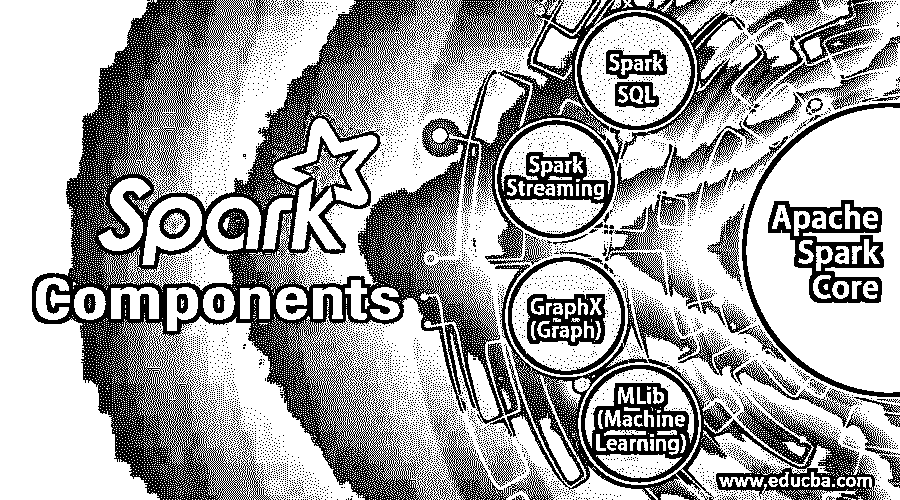 Spark
Components
Spark
SQL
Spark
Streaming
GraphX
(Graph)
MLib
(Machine
Learning)
Apache
Spark
Core
www.educba.com